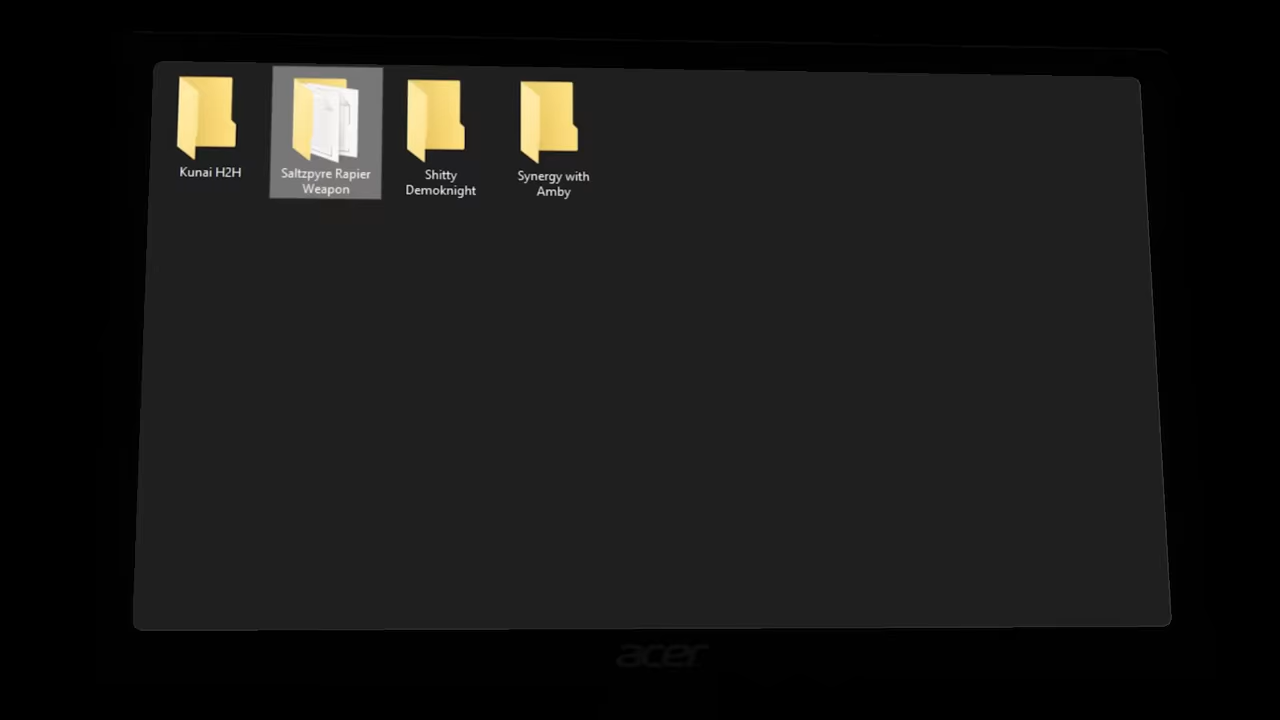 Kunai H2H
Saltzpyre Rapier
Weapon
Shitty
Demoknight
Synergy with
Amby
acer